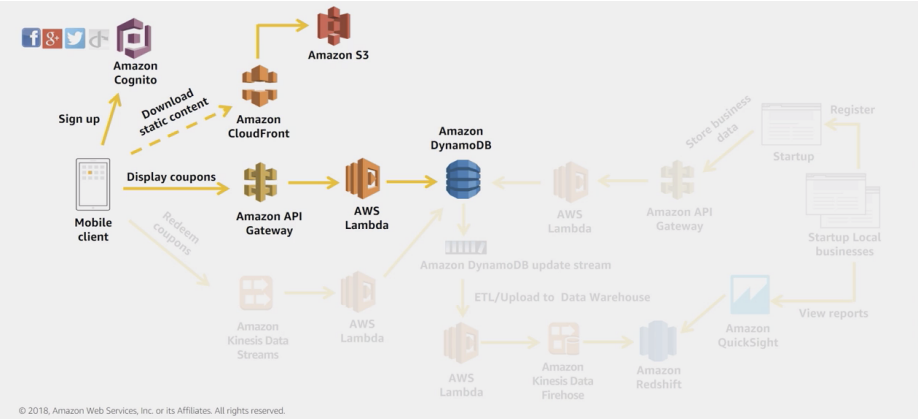 Amazon
Cognito
Sign up
Download
static content
Amazon
CloudFront
Amazon S3
Mobile
client
Display coupons
Amazon API
Gateway
AWS
Lambda
Amazon
DynamoDB
AWS
Lambda
Amazon API
Gateway
Store business
data
Startup
Register
Startup Local
businesses
Redeem
coupons
Amazon
Kinesis Data
Streams
AWS
Lambda
Amazon DynamoDB update stream
ETL/Upload to Data Warehouse
AWS
Lambda
Amazon
Kinesis Data
Firehose
Amazon
Redshift
Amazon
QuickSight
View reports
© 2018, Amazon Web Services, Inc. or its Affiliates. All rights reserved.